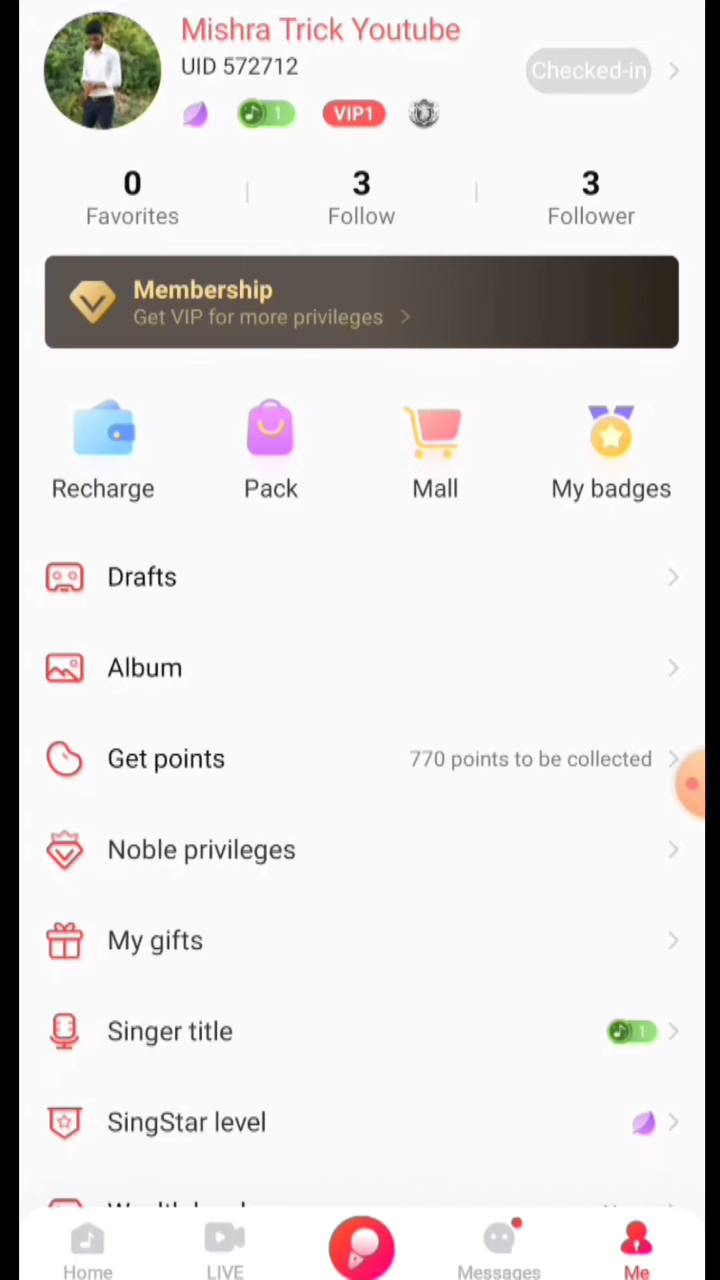 Mishra Trick Youtube
UID 572712
Checked-in
1
VIP1
0
Favorites
3
Follow
3
Follower
Membership
Get VIP for more privileges
Recharge
Pack
Mall
My badges
Drafts
Album
Get points
770 points to be collected
Noble privileges
My gifts
Singer title
1
SingStar level
Home
LIVE
Messages
Me